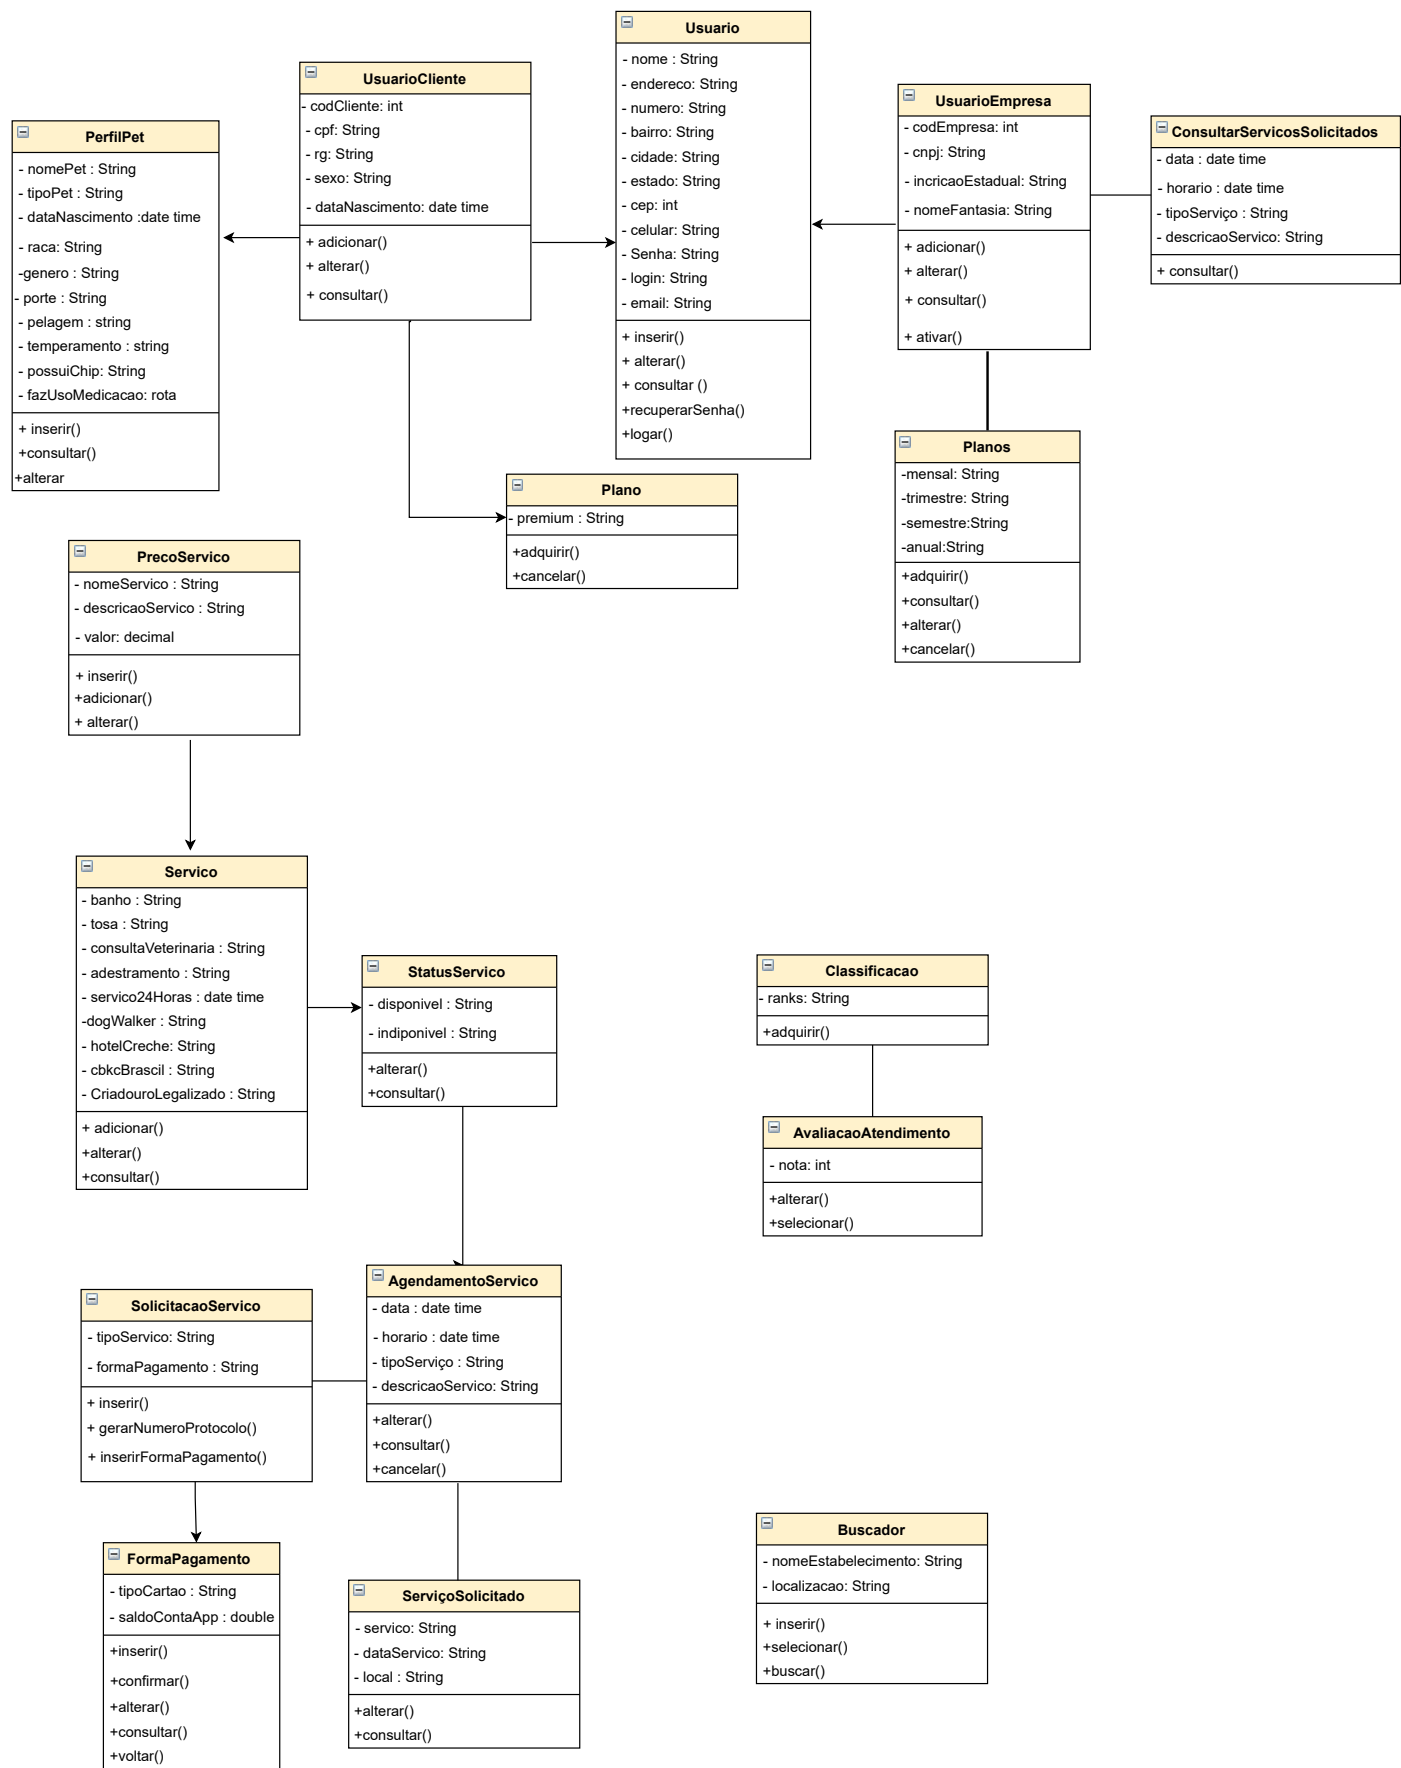 Usuario
- nome : String
- endereco: String
- numero: String
- bairro: String
- cidade: String
- estado: String
- cep: int
- celular: String
- Senha: String
- login: String
- email: String
+ inserir()
+ alterar()
+ consultar ()
+recuperarSenha()
+logar()
UsuarioCliente
- codCliente: int
- cpf: String
- rg: String
- sexo: String
- dataNascimento: date time
+ adicionar()
+ alterar()
+ consultar()
UsuarioEmpresa
- codEmpresa: int
- cnpj: String
- incricaoEstadual: String
- nomeFantasia: String
+ adicionar()
+ alterar()
+ consultar()
+ ativar()
ConsultarServicosSolicitados
- data : date time
- horario : date time
- tipoServiço : String
- descricaoServico: String
+ consultar()
PerfilPet
- nomePet : String
- tipoPet : String
- dataNascimento :date time
- raca: String
-genero : String
- porte : String
- pelagem : string
- temperamento : string
- possuiChip: String
- fazUsoMedicacao: rota
+ inserir()
+consultar()
+alterar
Planos
-mensal: String
-trimestre: String
-semestre:String
-anual:String
+adquirir()
+consultar()
+alterar()
+cancelar()
Plano
- premium : String
+adquirir()
+cancelar()
PrecoServico
- nomeServico : String
- descricaoServico : String
- valor: decimal
+ inserir()
+adicionar()
+ alterar()
Servico
- banho : String
- tosa : String
- consultaVeterinaria : String
- adestramento : String
- servico24Horas : date time
-dogWalker : String
- hotelCreche: String
- cbkcBrascil : String
- CriadouroLegalizado : String
+ adicionar()
+alterar()
+consultar()
StatusServico
- disponivel : String
- indiponivel : String
+alterar()
+consultar()
Classificacao
- ranks: String
+adquirir()
AvaliacaoAtendimento
- nota: int
+alterar()
+selecionar()
AgendamentoServico
- data : date time
- horario : date time
- tipoServiço : String
- descricaoServico: String
+alterar()
+consultar()
+cancelar()
SolicitacaoServico
- tipoServico: String
- formaPagamento : String
+ inserir()
+ gerarNumeroProtocolo()
+ inserirFormaPagamento()
FormaPagamento
- tipoCartao : String
- saldoContaApp : double
+inserir()
+confirmar()
+alterar()
+consultar()
+voltar()
ServiçoSolicitado
- servico: String
- dataServico: String
- local : String
+alterar()
+consultar()
Buscador
- nomeEstabelecimento: String
- localizacao: String
+ inserir()
+selecionar()
+buscar()